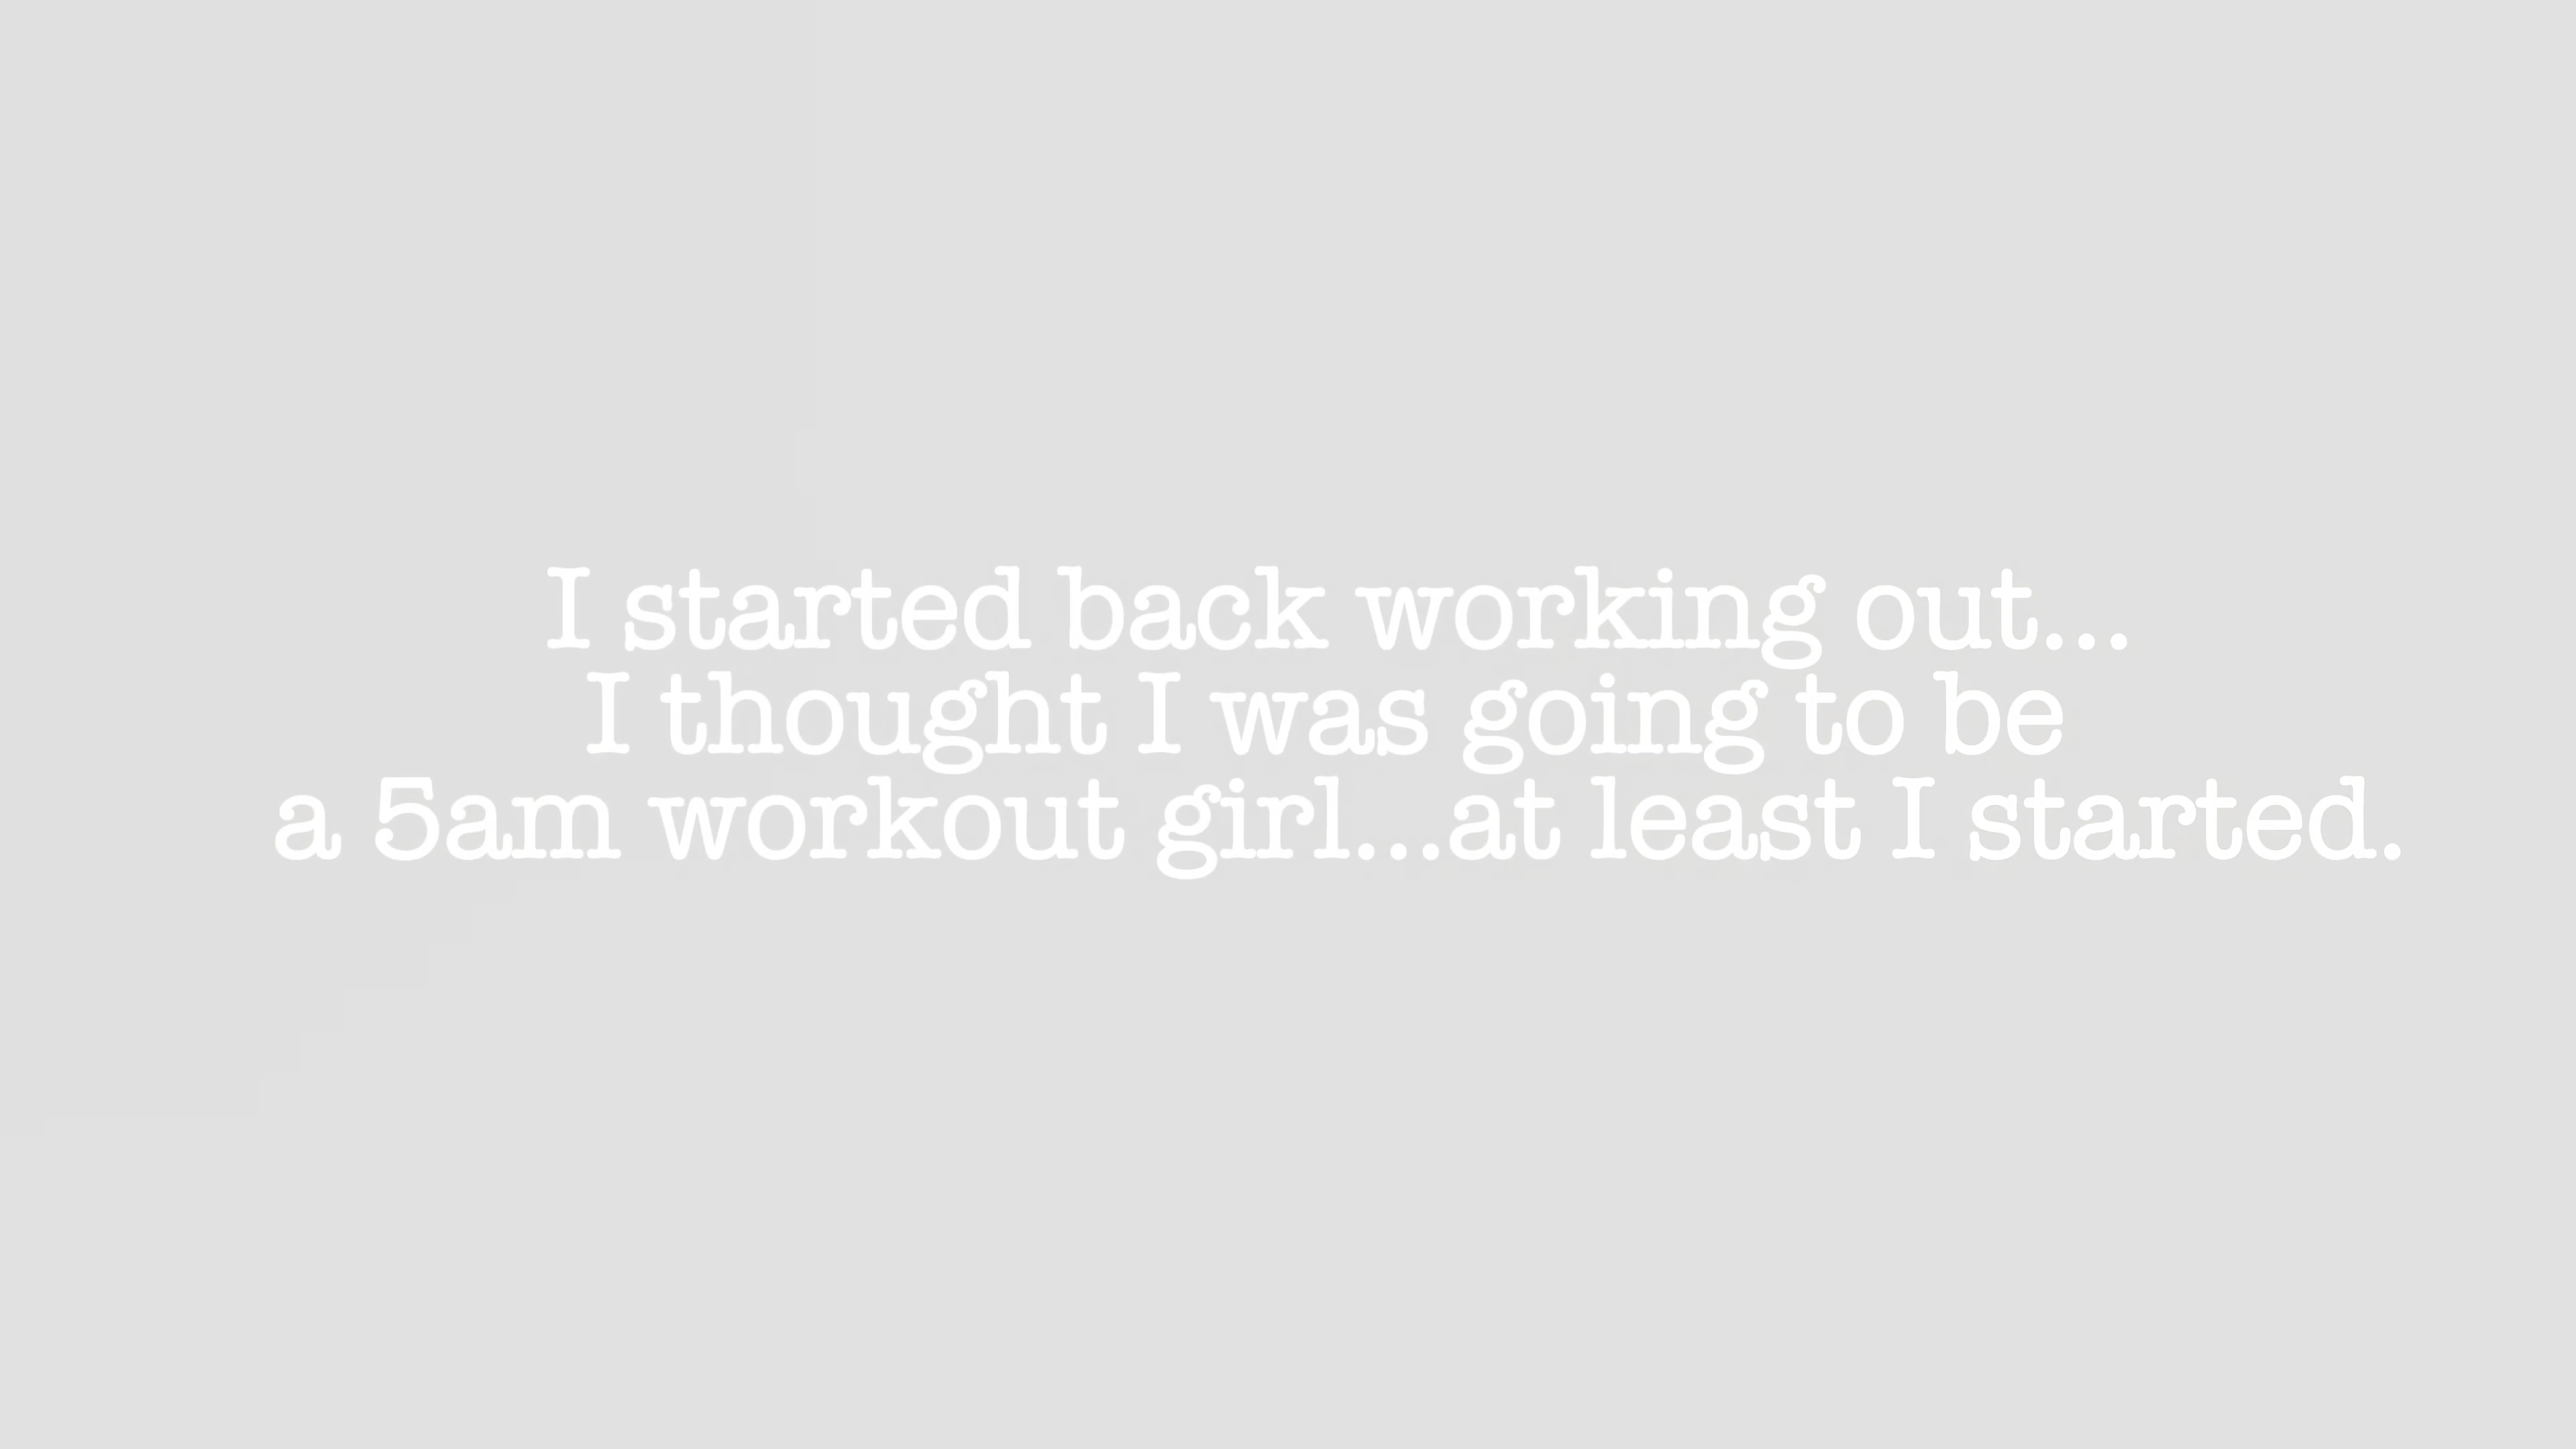 I started back working out...
I thought I was going to be
a 5am workout girl...at least I started.